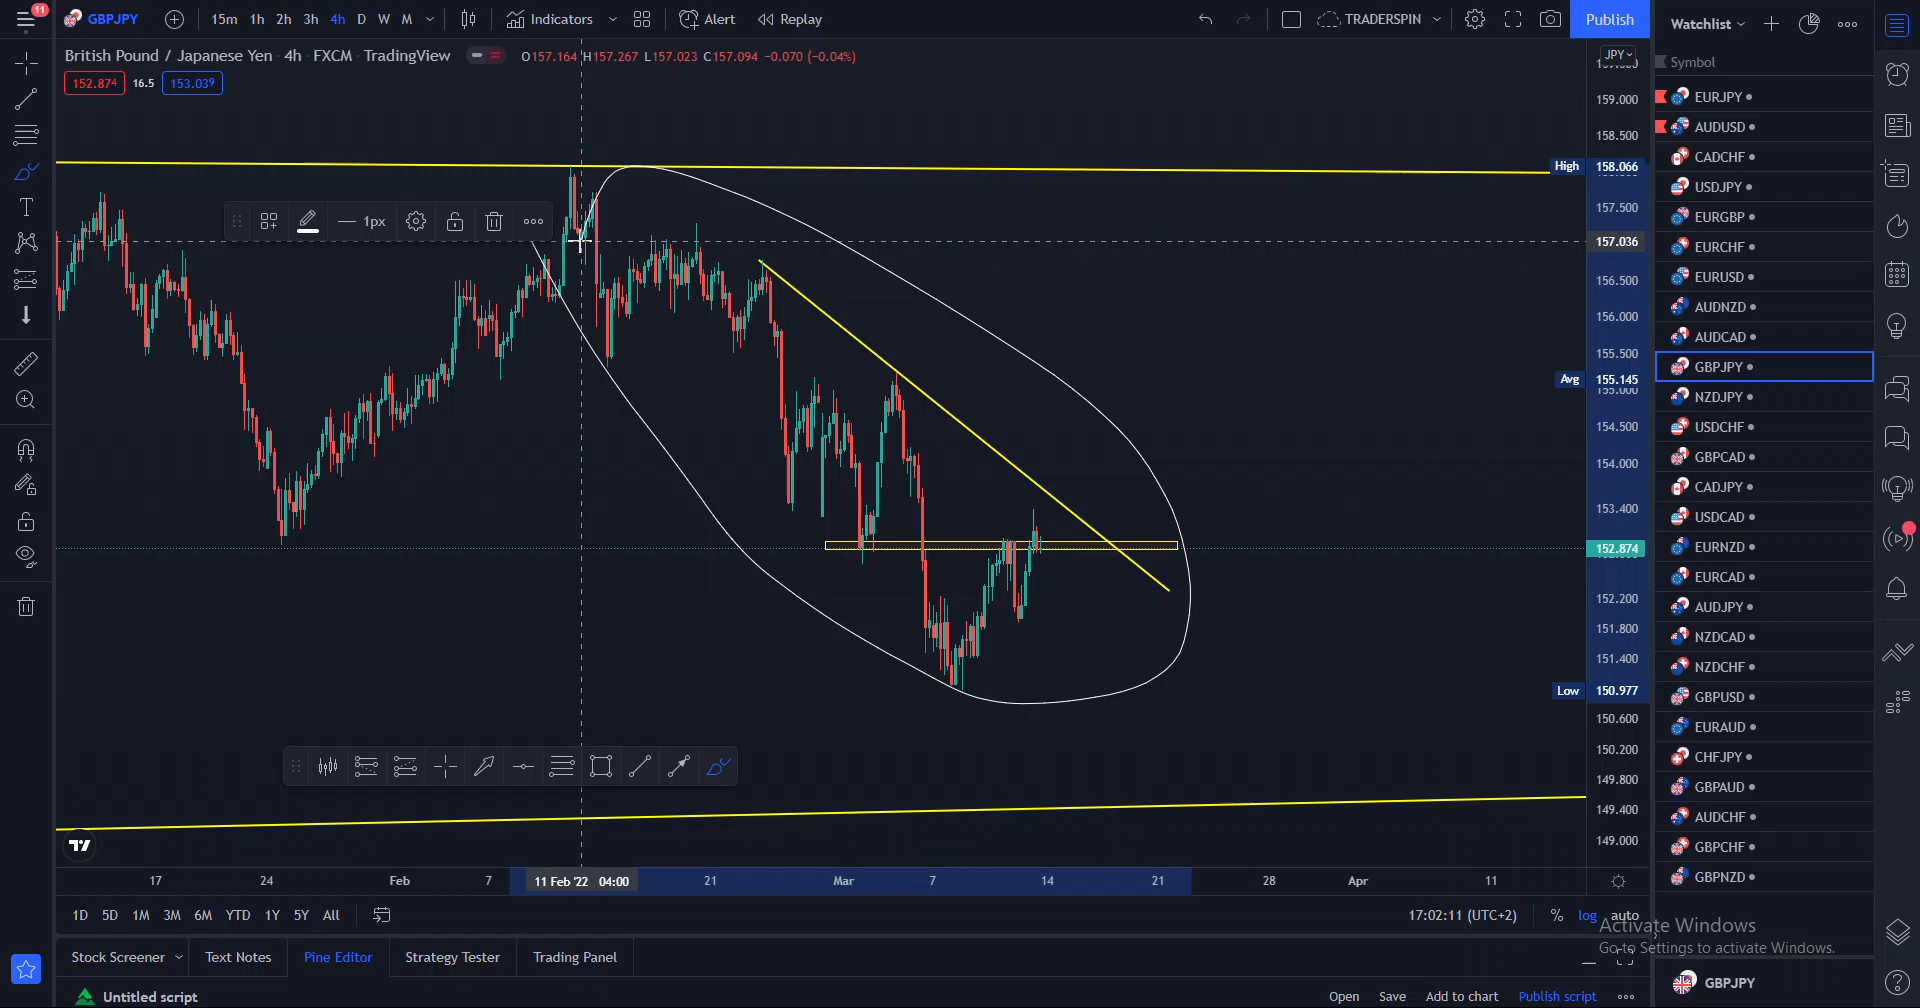 11
GBPJPY
15m 1h 2h 3h 4h D W M
Indicators
Alert
Replay
TRADERSPIN
Publish
Watchlist
British Pound / Japanese Yen · 4h · FXCM · TradingView
O157.164 H157.267 L157.023 C157.094 -0.070 (-0.04%)
JPY
152.874 16.5 153.039
Symbol
1px
159.000
158.500
High 158.066
157.500
157.036
156.500
156.000
155.500
Avg 155.145
155.000
154.500
154.000
153.400
152.874
152.200
151.800
151.400
Low 150.977
150.600
150.200
149.800
149.400
149.000
EURJPY
AUDUSD
CADCHF
USDJPY
EURGBP
EURCHF
EURUSD
AUDNZD
AUDCAD
GBPJPY
NZDJPY
USDCHF
GBPCAD
CADJPY
USDCAD
EURNZD
EURCAD
AUDJPY
NZDCAD
NZDCHF
GBPUSD
EURAUD
CHFJPY
GBPAUD
AUDCHF
GBPCHF
GBPNZD
17 24 Feb 7 11 Feb '22 04:00 21 Mar 7 14 21 28 Apr 11
1D 5D 1M 3M 6M YTD 1Y 5Y All
17:02:11 (UTC+2) % log auto
Activate Windows
Go to Settings to activate Windows.
Stock Screener Text Notes Pine Editor Strategy Tester Trading Panel
GBPJPY
Untitled script
Open Save Add to chart Publish script